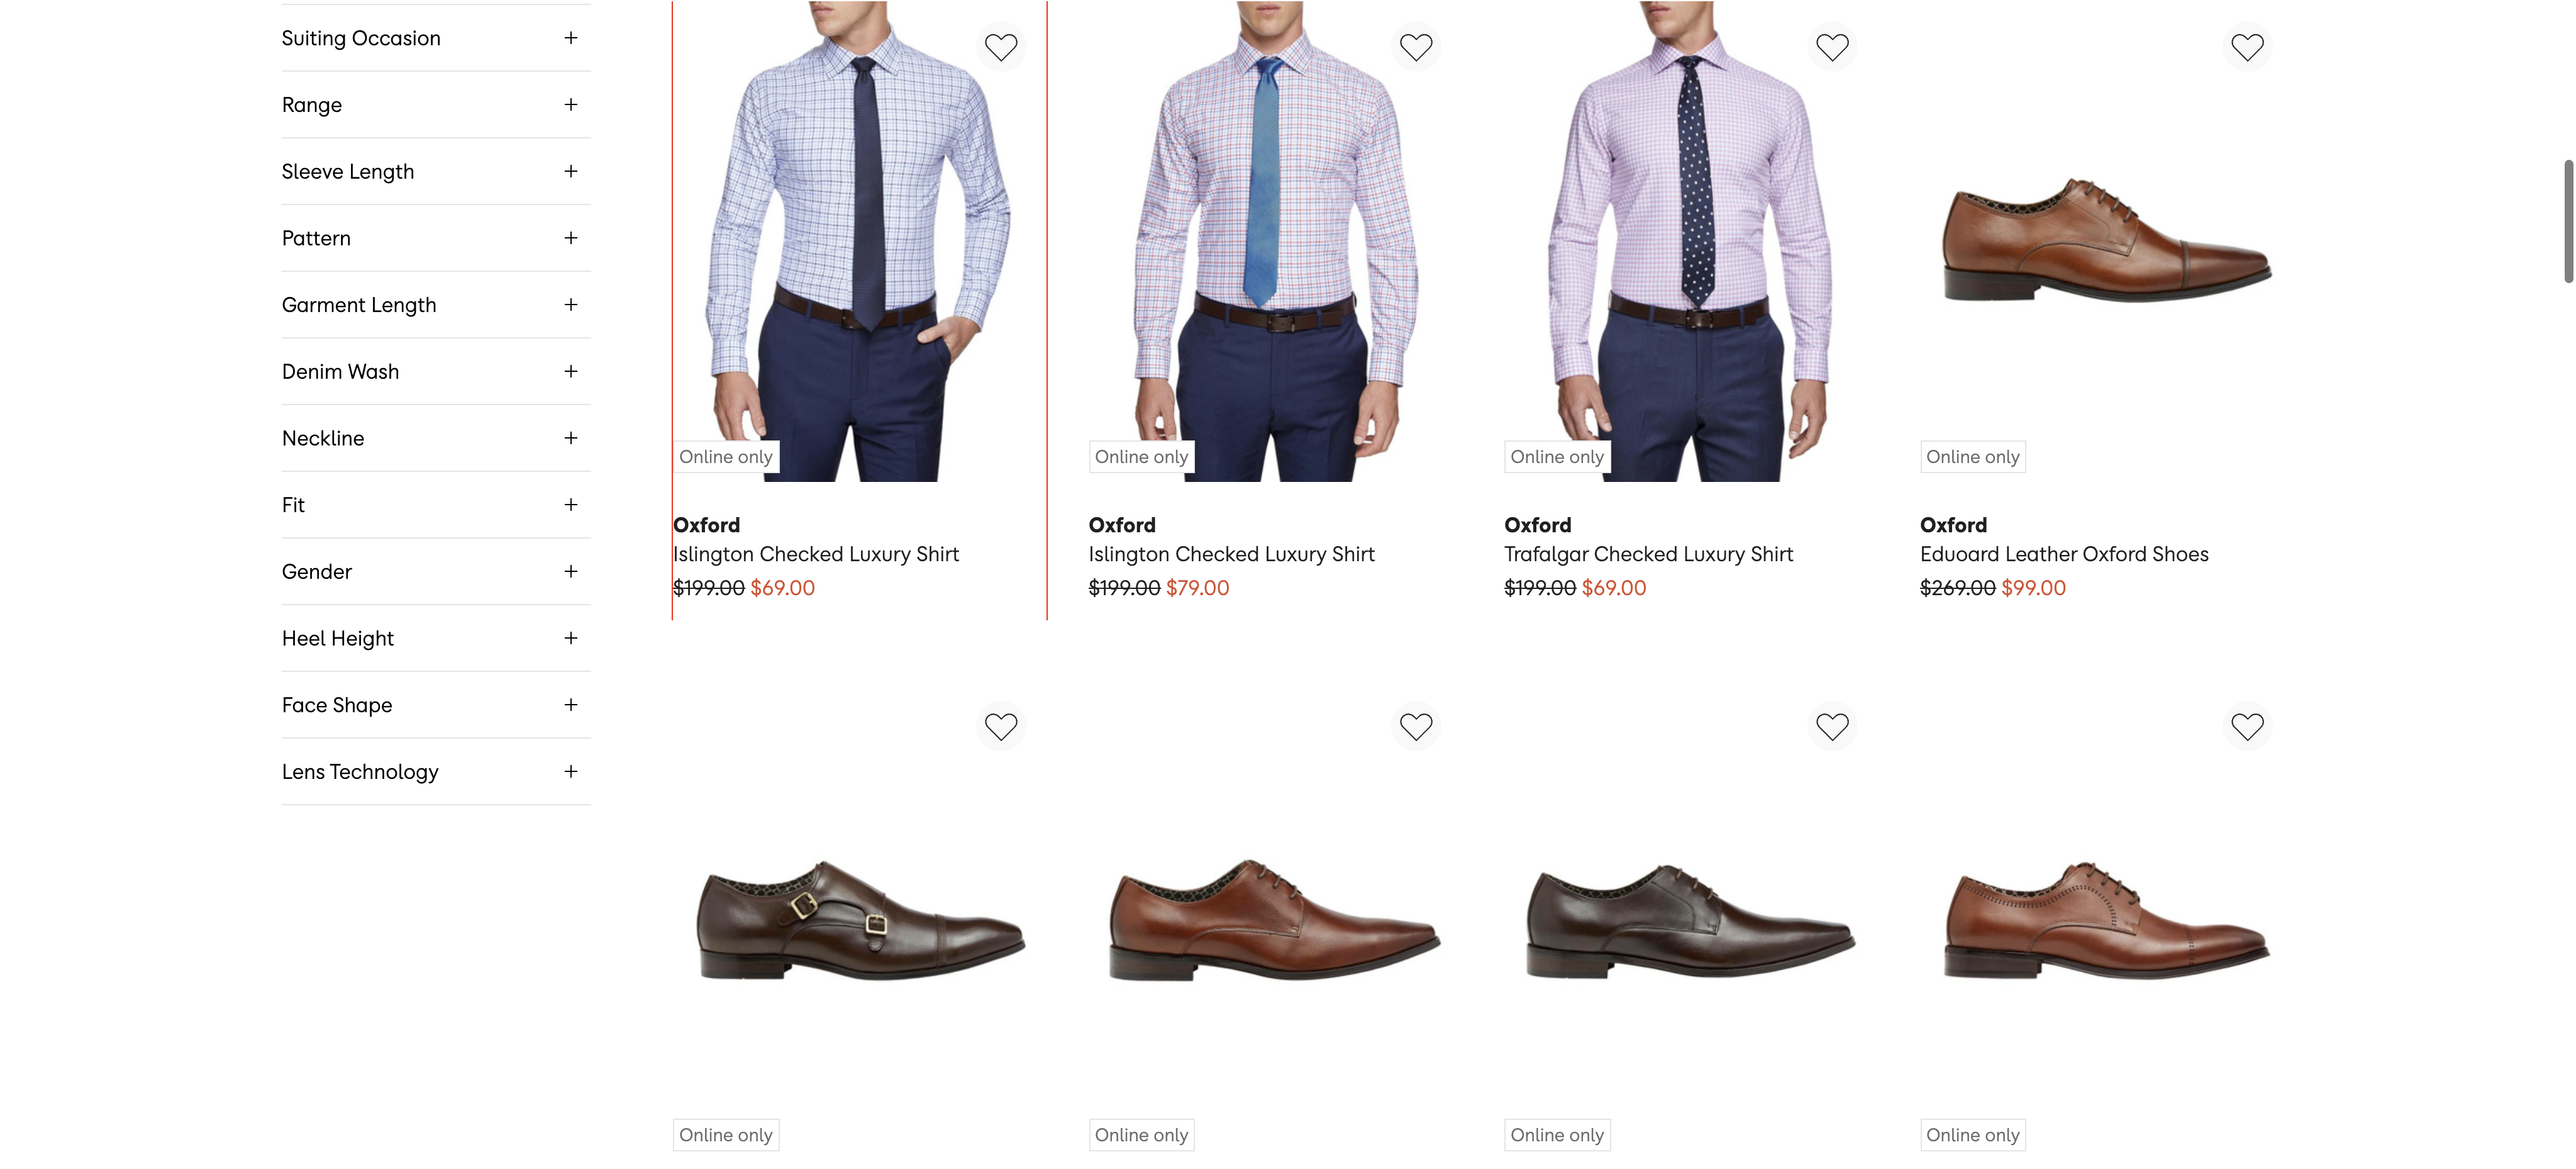 Suiting Occasion
Range
Sleeve Length
Pattern
Garment Length
Denim Wash
Neckline
Fit
Gender
Heel Height
Face Shape
Lens Technology
Online only
Oxford
Islington Checked Luxury Shirt
$199.00 $69.00
Online only
Oxford
Islington Checked Luxury Shirt
$199.00 $79.00
Online only
Oxford
Trafalgar Checked Luxury Shirt
$199.00 $69.00
Online only
Oxford
Eduoard Leather Oxford Shoes
$269.00 $99.00
Online only
Online only
Online only
Online only